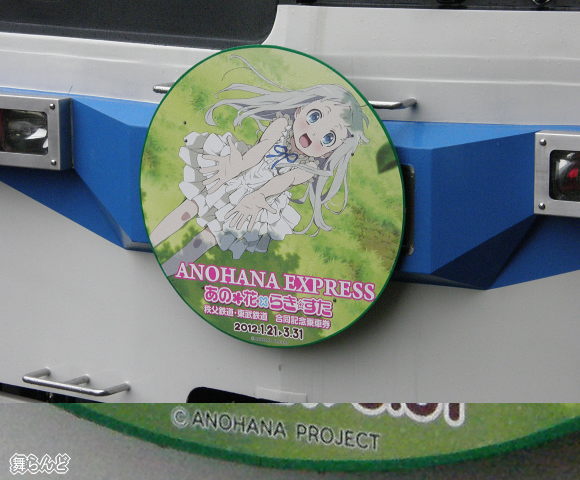 ANOHANA EXPRESS
あの花×らき☆すた
秩父鉄道・東武鉄道 合同記念乗車券
2012.1.21▸3.31
©ANOHANA PROJECT
舞らんど